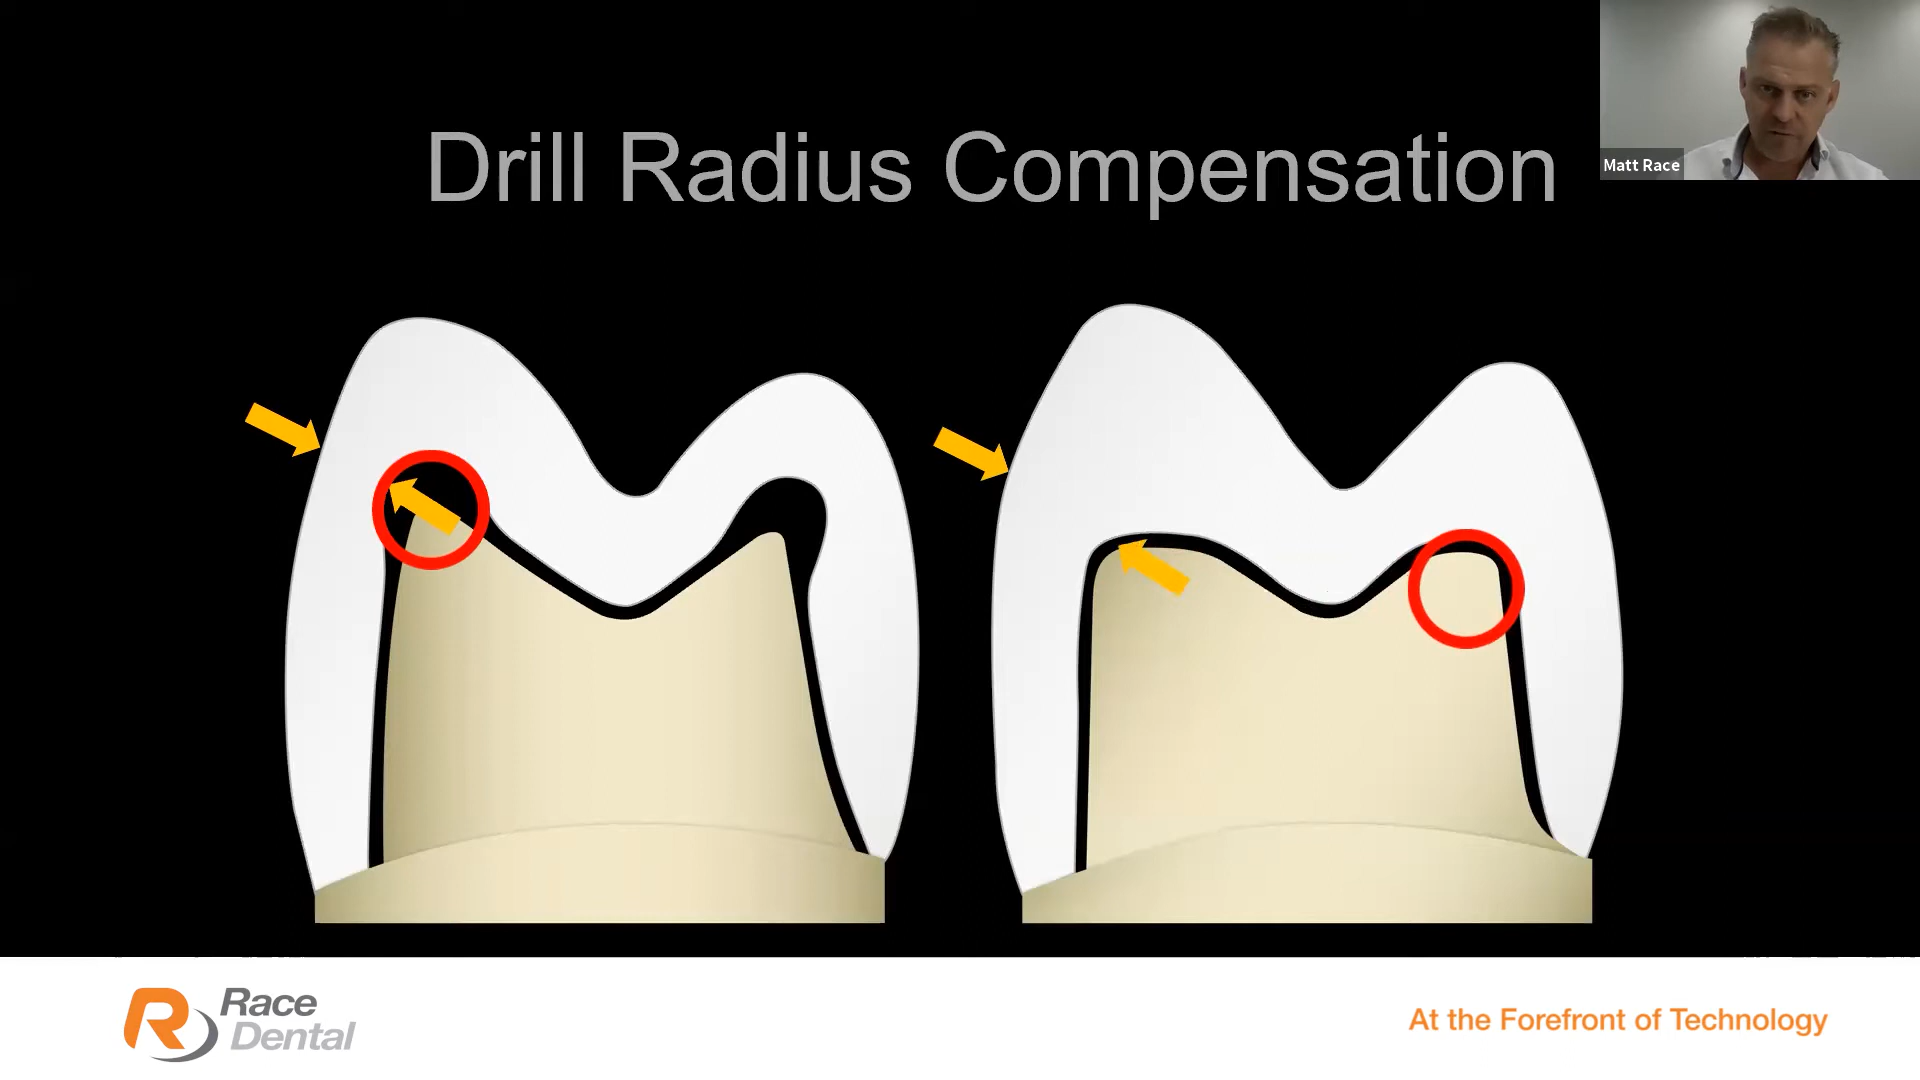 Drill Radius Compensation
Matt Race
Race
Dental
At the Forefront of Technology